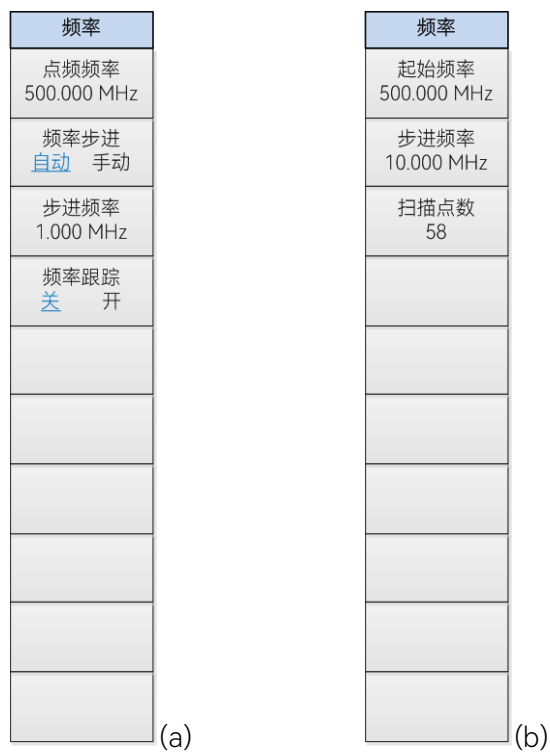 频率
点频频率
500.000 MHz
频率步进
自动 手动
步进频率
1.000 MHz
频率跟踪
关 开
(a)
频率
起始频率
500.000 MHz
步进频率
10.000 MHz
扫描点数
58
(b)